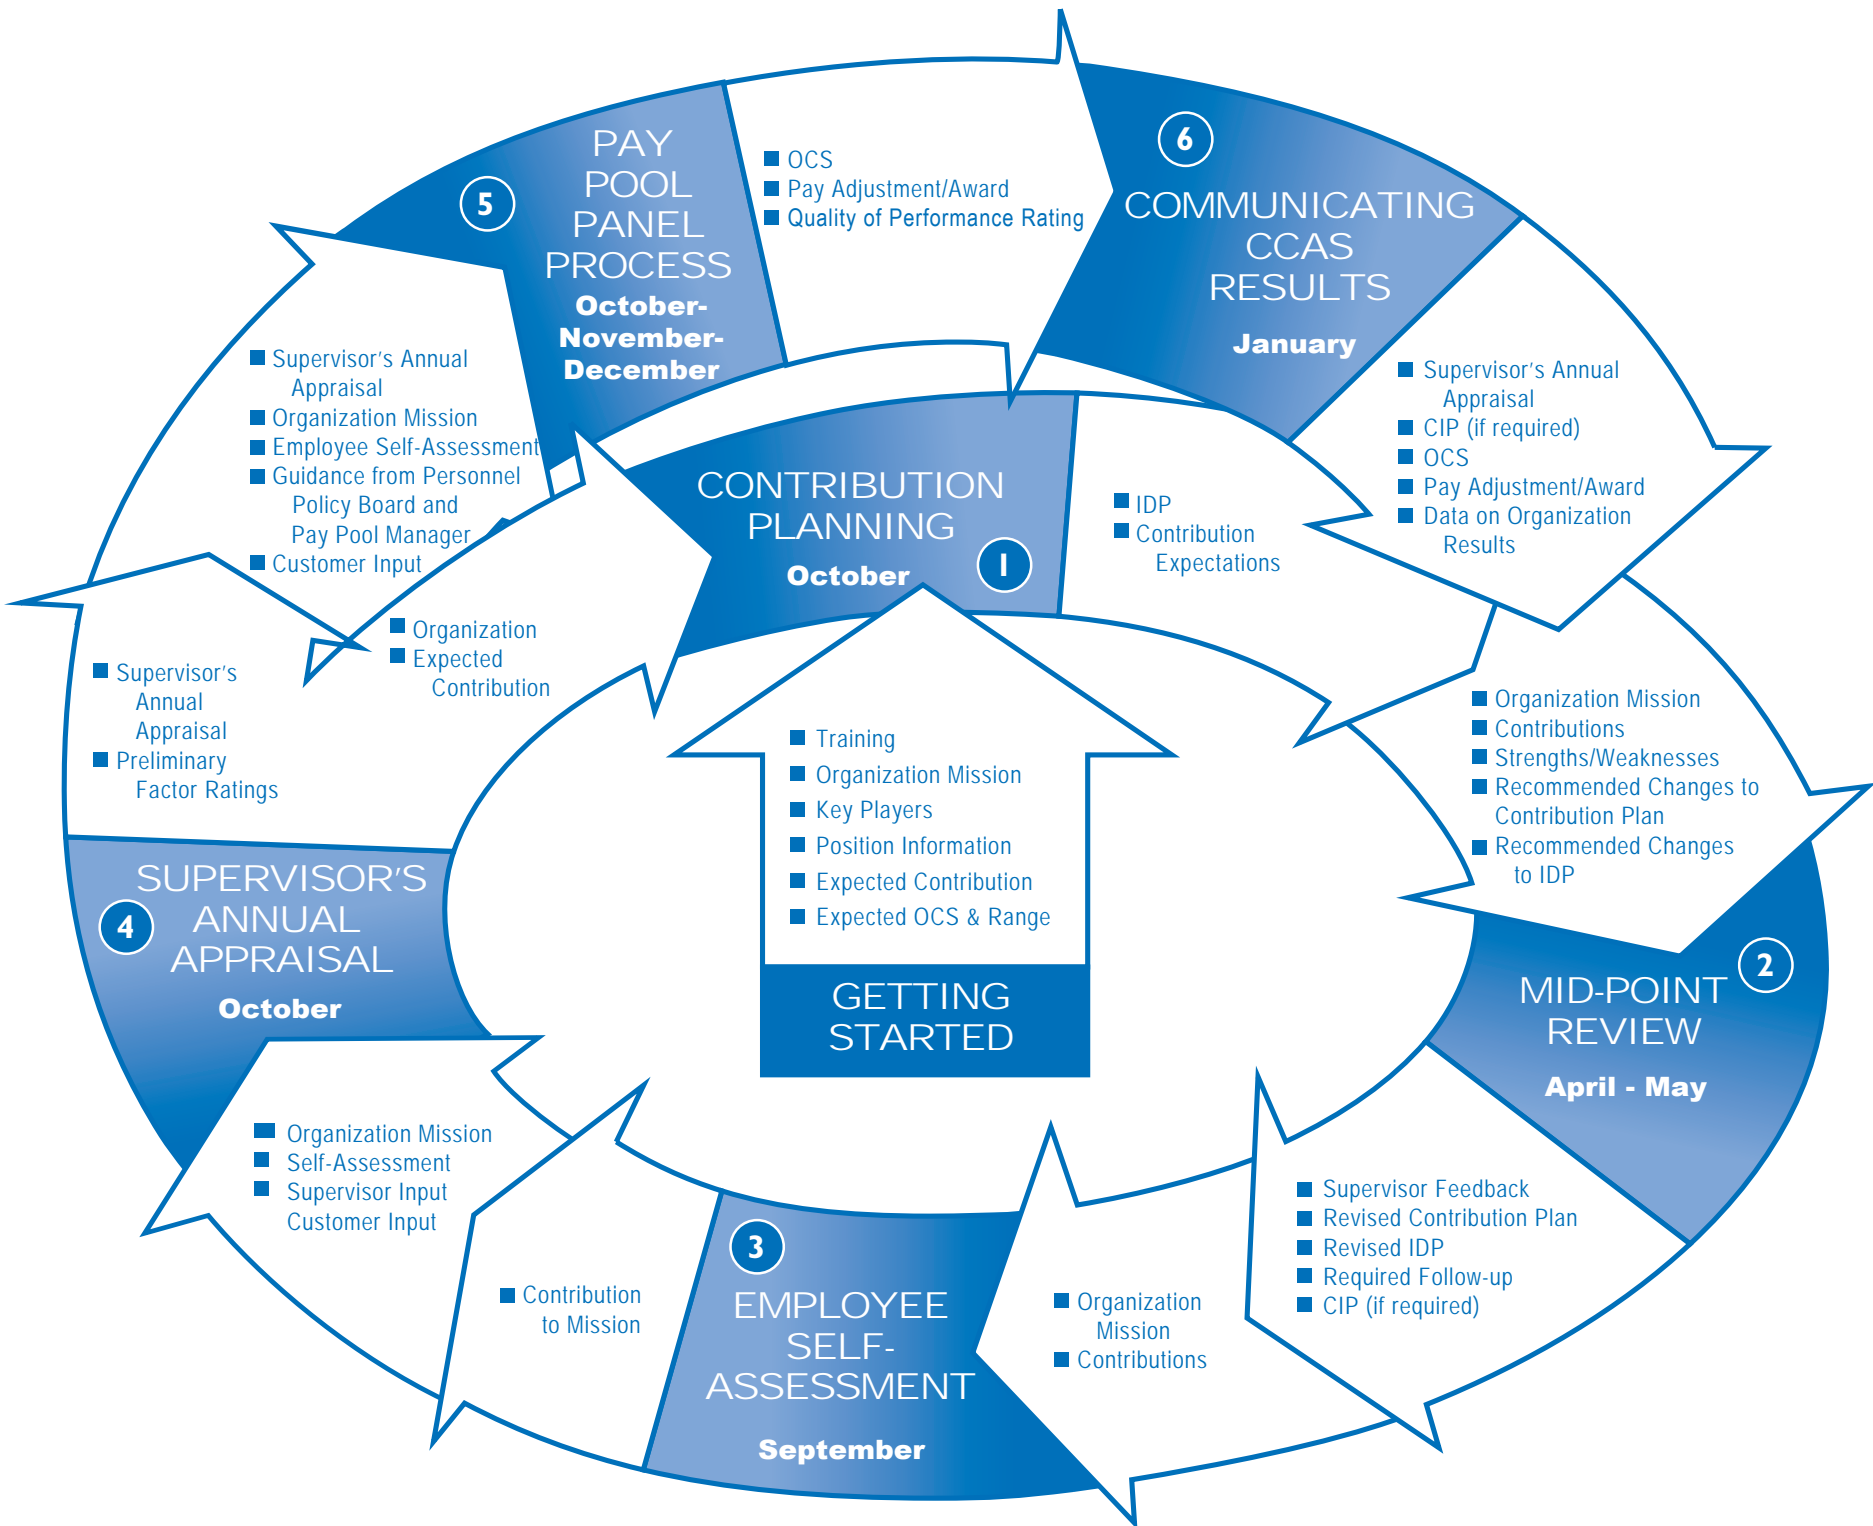 GETTING
STARTED
Training
Organization Mission
Key Players
Position Information
Expected Contribution
Expected OCS & Range
CONTRIBUTION
PLANNING
October
1
IDP
Contribution
Expectations
Organization Mission
Contributions
Strengths/Weaknesses
Recommended Changes to
Contribution Plan
Recommended Changes
to IDP
2
MID-POINT
REVIEW
April - May
Supervisor Feedback
Revised Contribution Plan
Revised IDP
Required Follow-up
CIP (if required)
Organization
Mission
Contributions
3
EMPLOYEE
SELF-
ASSESSMENT
September
Contribution
to Mission
Organization Mission
Self-Assessment
Supervisor Input
Customer Input
4
SUPERVISOR'S
ANNUAL
APPRAISAL
October
Supervisor's
Annual
Appraisal
Preliminary
Factor Ratings
Supervisor's Annual
Appraisal
Organization Mission
Employee Self-Assessment
Guidance from Personnel
Policy Board and
Pay Pool Manager
Customer Input
5
PAY
POOL
PANEL
PROCESS
October-
November-
December
OCS
Pay Adjustment/Award
Quality of Performance Rating
6
COMMUNICATING
CCAS
RESULTS
January
Supervisor's Annual
Appraisal
CIP (if required)
OCS
Pay Adjustment/Award
Data on Organization
Results
Organization
Expected
Contribution